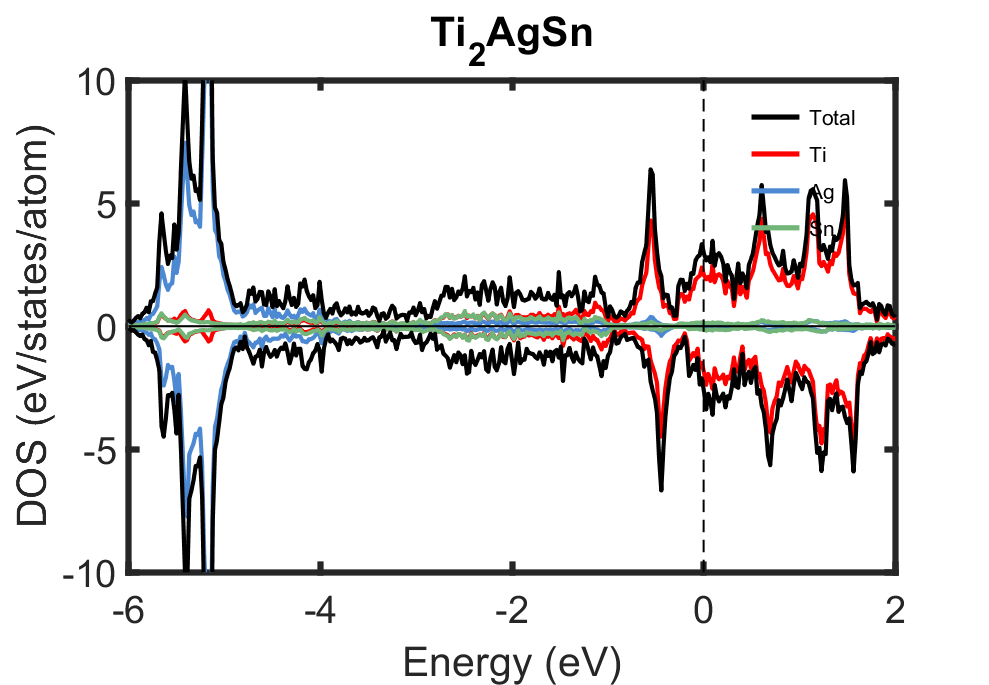 Ti2AgSn
DOS (eV/states/atom)
10
5
0
-5
-10
Total
Ti
Ag
Sn
-6 -4 -2 0 2
Energy (eV)